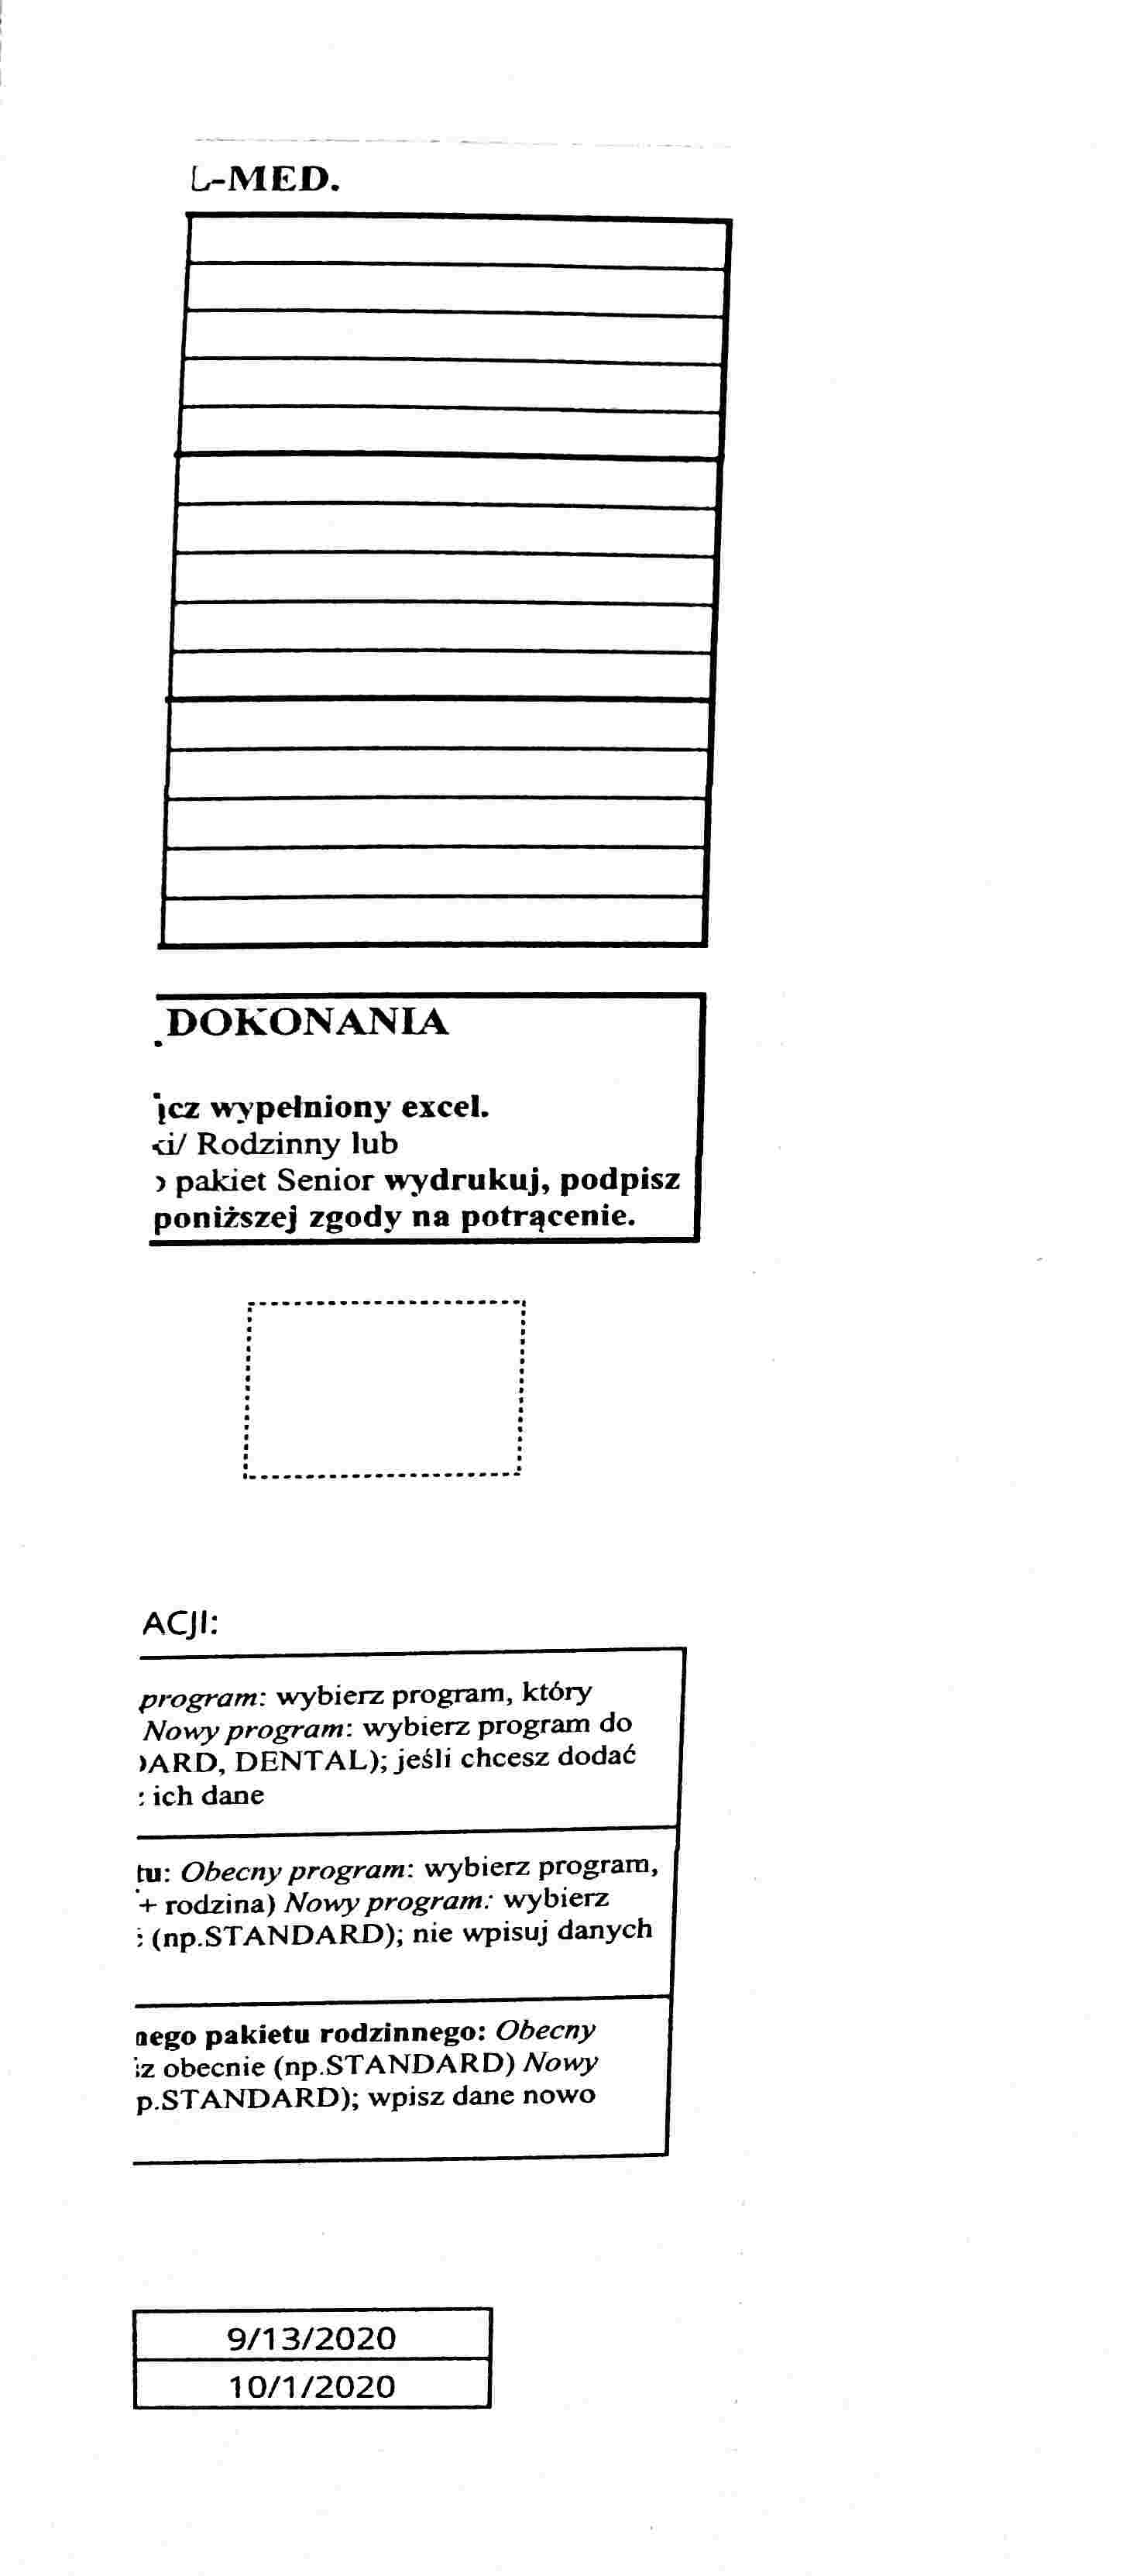 L-MED.
DOKONANIA
ącz wypełniony excel.
ki/ Rodzinny lub
pakiet Senior wydrukuj, podpisz
poniższej zgody na potrącenie.
ACJI:
program: wybierz program, który
Nowy program: wybierz program do
DARD, DENTAL); jeśli chcesz dodać
ich dane
tu: Obecny program: wybierz program,
+ rodzina) Nowy program: wybierz
(np.STANDARD); nie wpisuj danych
nego pakietu rodzinnego: Obecny
sz obecnie (np.STANDARD) Nowy
p.STANDARD); wpisz dane nowo
9/13/2020
10/1/2020